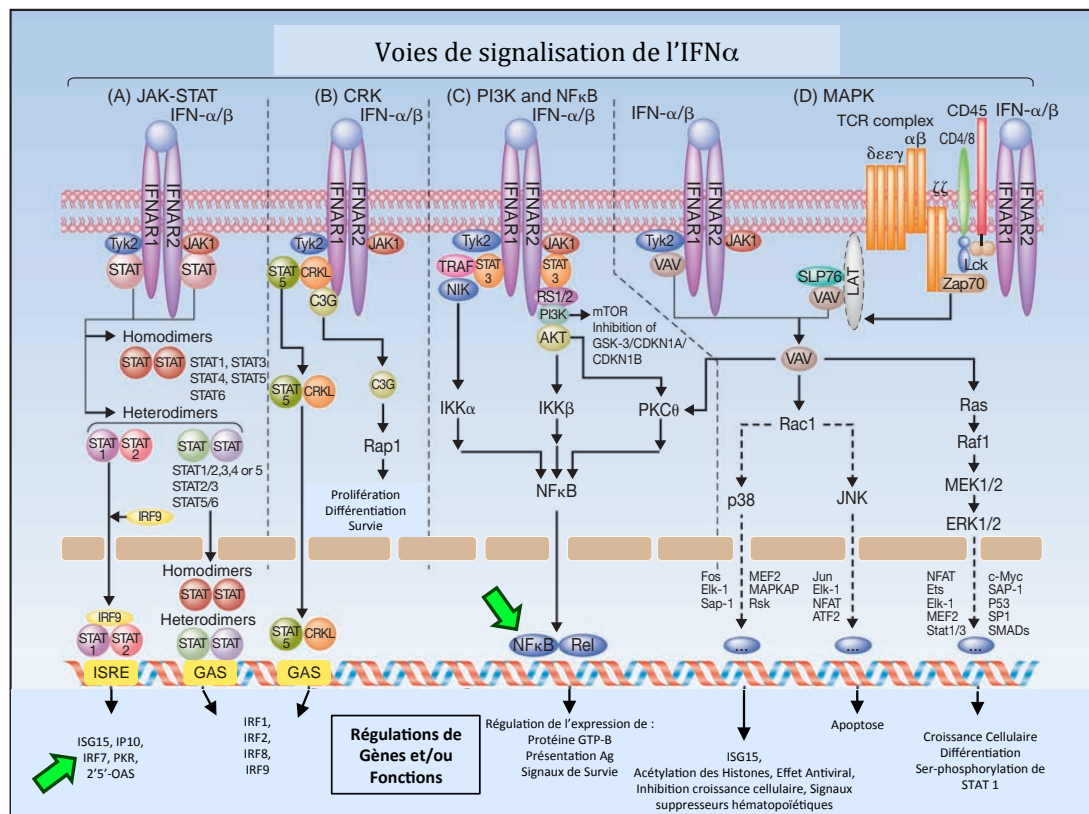 Voies de signalisation de l'IFNα
(A) JAK-STAT
IFN-α/β
IFNAR1
IFNAR2
Tyk2
JAK1
STAT
STAT
Homodimers
STAT STAT
STAT1, STAT3
STAT4, STAT5
STAT6
Heterodimers
STAT 1
STAT 2
STAT STAT
STAT1/2,3,4 or 5
STAT2/3
STAT5/6
IRF9
Homodimers
STAT STAT
Heterodimers
STAT STAT
IRF9
STAT 1
STAT 2
ISRE
GAS
ISG15, IP10,
IRF7, PKR,
2'5'-OAS
(B) CRK
IFN-α/β
IFNAR1
IFNAR2
Tyk2
JAK1
STAT 5
CRKL
C3G
STAT 5
CRKL
C3G
Rap1
Prolifération
Différentiation
Survie
STAT 5
CRKL
GAS
IRF1,
IRF2,
IRF8,
IRF9
(C) PI3K and NFκB
IFN-α/β
IFNAR1
IFNAR2
Tyk2
JAK1
TRAF
STAT 3
STAT 3
NIK
RS1/2
PI3K
mTOR
Inhibition of
GSK-3/CDKN1A/
CDKN1B
AKT
IKKα
IKKβ
PKCθ
NFκB
NFκB
Rel
Régulations de
Gènes et/ou
Fonctions
Régulation de l'expression de :
Protéine GTP-B
Présentation Ag
Signaux de Survie
(D) MAPK
IFN-α/β
IFNAR1
IFNAR2
Tyk2
JAK1
VAV
TCR complex
αβ
δεεγ
ζζ
CD4/8
CD45
IFN-α/β
IFNAR1
IFNAR2
Lck
Zap70
LAT
SLP76
VAV
VAV
Rac1
Ras
Raf1
MEK1/2
ERK1/2
p38
JNK
Fos
Elk-1
Sap-1
MEF2
MAPKAP
Rsk
Jun
Elk-1
NFAT
ATF2
NFAT
Ets
Elk-1
MEF2
Stat1/3
c-Myc
SAP-1
P53
SP1
SMADs
...
...
...
ISG15,
Acétylation des Histones, Effet Antiviral,
Inhibition croissance cellulaire, Signaux
suppresseurs hématopoïétiques
Apoptose
Croissance Cellulaire
Différentiation
Ser-phosphorylation de
STAT 1